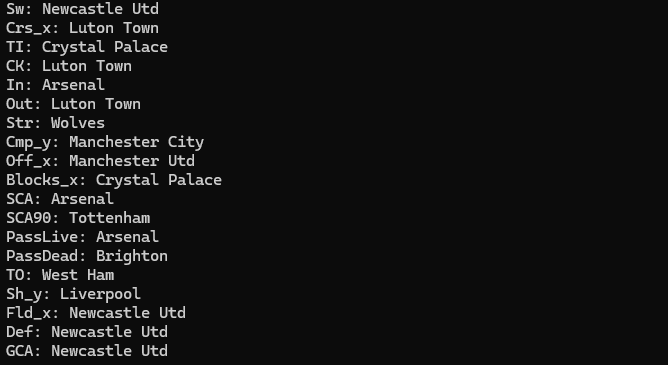 Sw: Newcastle Utd
Crs_x: Luton Town
TI: Crystal Palace
CK: Luton Town
In: Arsenal
Out: Luton Town
Str: Wolves
Cmp_y: Manchester City
Off_x: Manchester Utd
Blocks_x: Crystal Palace
SCA: Arsenal
SCA90: Tottenham
PassLive: Arsenal
PassDead: Brighton
TO: West Ham
Sh_y: Liverpool
Fld_x: Newcastle Utd
Def: Newcastle Utd
GCA: Newcastle Utd